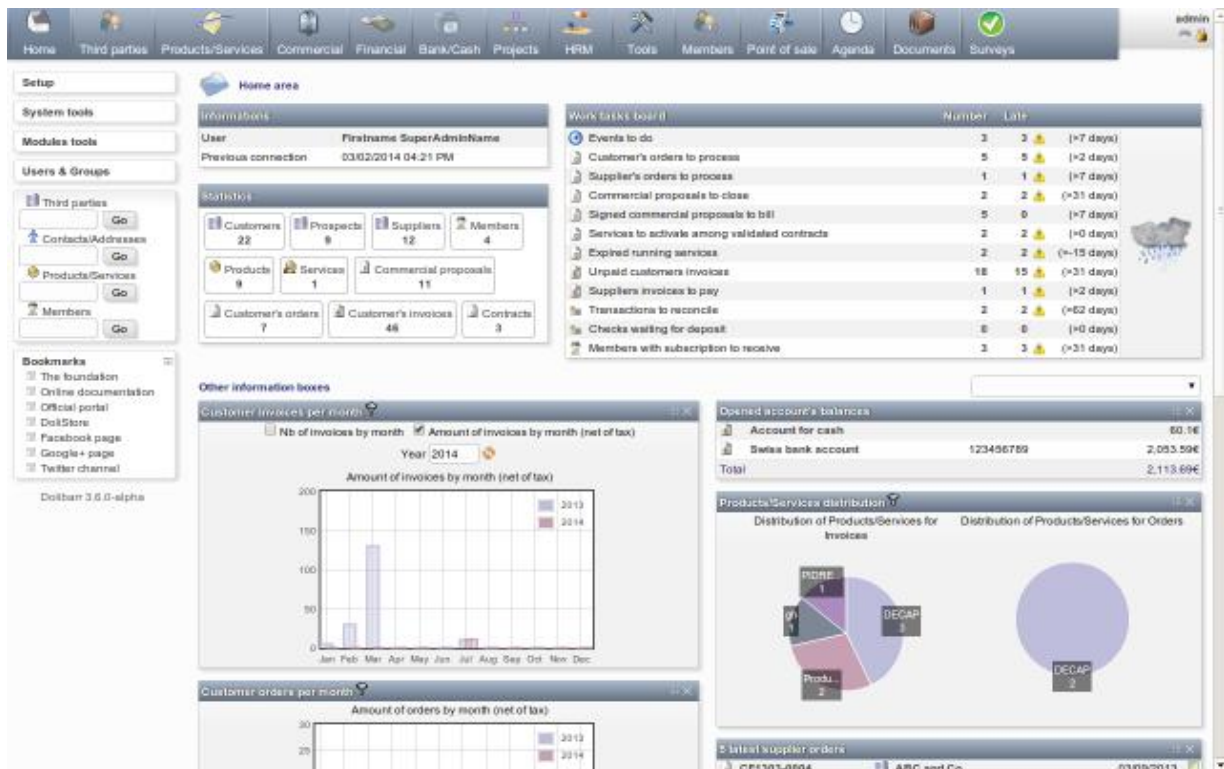 Home Third parties Products/Services Commercial Financial Bank/Cash Projects HRM Tools Members Point of sale Agenda Documents Surveys
admin
Setup
System tools
Modules tools
Users & Groups
Third parties
Go
Contacts/Addresses
Go
Products/Services
Go
Members
Go
Bookmarks
The foundation
Online documentation
Official portal
DoliStore
Facebook page
Google+ page
Twitter channel
Dolibarr 3.6.0-alpha
Home area
Informations
User Firstname SuperAdminName
Previous connection 03/02/2014 04:21 PM
Statistics
Customers
22
Prospects
9
Suppliers
12
Members
4
Products
9
Services
1
Commercial proposals
11
Customer's orders
7
Customer's invoices
46
Contracts
3
Work tasks board Number Late
Events to do 3 3 (>7 days)
Customer's orders to process 5 5 (>2 days)
Supplier's orders to process 1 1 (>7 days)
Commercial proposals to close 2 2 (>31 days)
Signed commercial proposals to bill 5 0 (>7 days)
Services to activate among validated contracts 2 2 (>0 days)
Expired running services 2 2 (>-15 days)
Unpaid customers invoices 18 15 (>31 days)
Suppliers invoices to pay 1 1 (>2 days)
Transactions to reconcile 2 2 (>62 days)
Checks waiting for deposit 0 0 (>0 days)
Members with subscription to receive 3 3 (>31 days)
Other information boxes
Customer invoices per month
Nb of invoices by month Amount of invoices by month (net of tax)
Year 2014
Amount of invoices by month (net of tax)
200
150
100
50
0
2013
2014
Jan Feb Mar Apr May Jun Jul Aug Sep Oct Nov Dec
Customer orders per month
Amount of orders by month (net of tax)
30
25
2013
2014
Opened account's balances
Account for cash 60.1€
Swiss bank account 123456789 2,053.59€
Total 2,113.69€
Products/Services distribution
Distribution of Products/Services for Invoices
PIDRE...
1
DECAP
3
Produ...
2
Distribution of Products/Services for Orders
DECAP
2
5 latest supplier orders
CF1303-0004 ABC and Co 03/09/2013